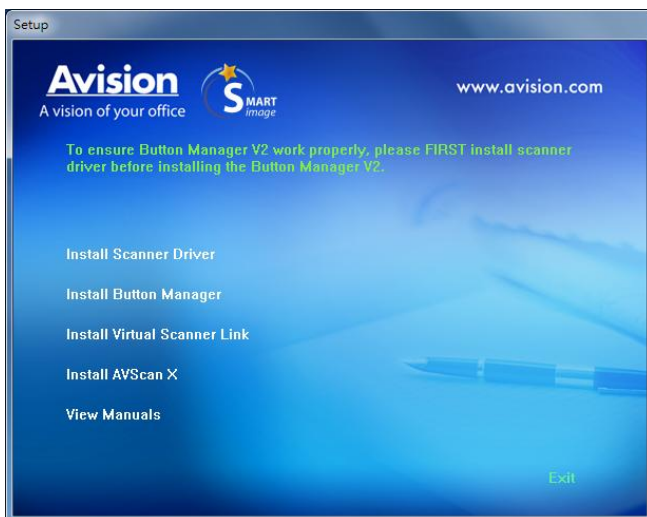 Setup
Avision
A vision of your office
SMART
image
www.avision.com
To ensure Button Manager V2 work properly, please FIRST install scanner
driver before installing the Button Manager V2.
Install Scanner Driver
Install Button Manager
Install Virtual Scanner Link
Install AVScan X
View Manuals
Exit